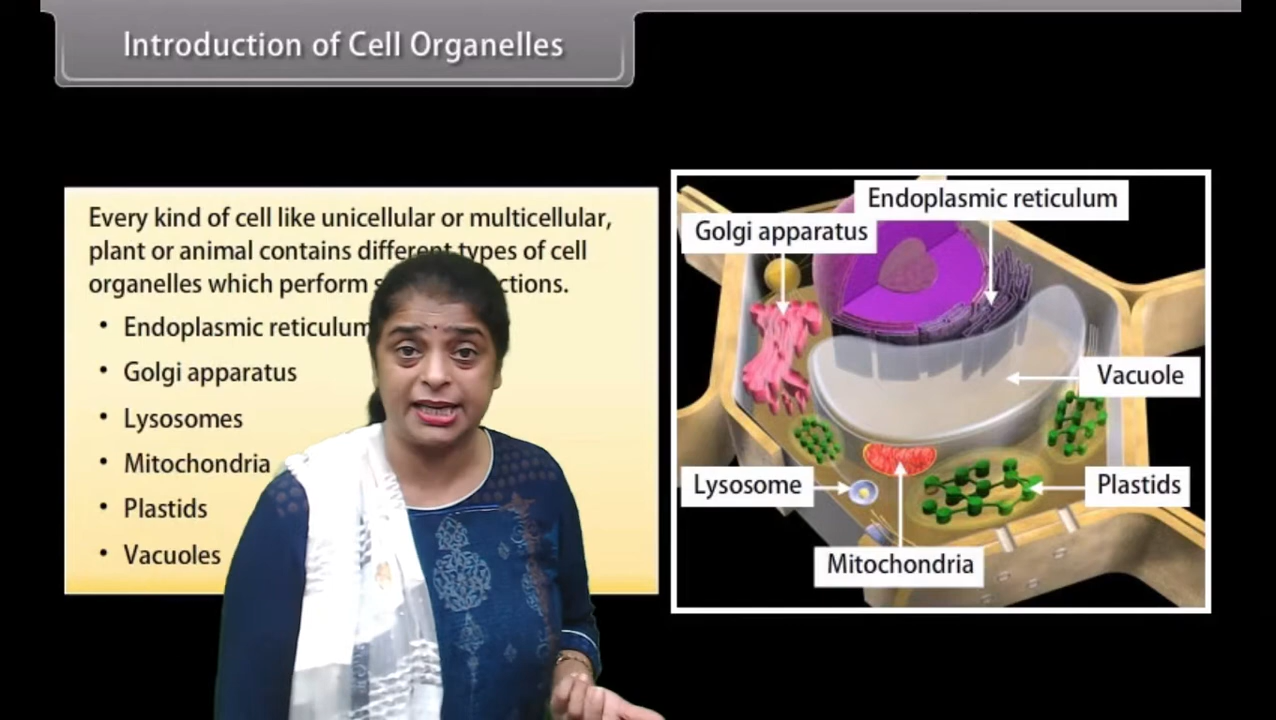 Introduction of Cell Organelles
Every kind of cell like unicellular or multicellular,
plant or animal contains different types of cell
organelles which perform
Endoplasmic reticulum
Golgi apparatus
Lysosomes
Mitochondria
Plastids
Vacuoles
Endoplasmic reticulum
Golgi apparatus
Vacuole
Lysosome
Plastids
Mitochondria